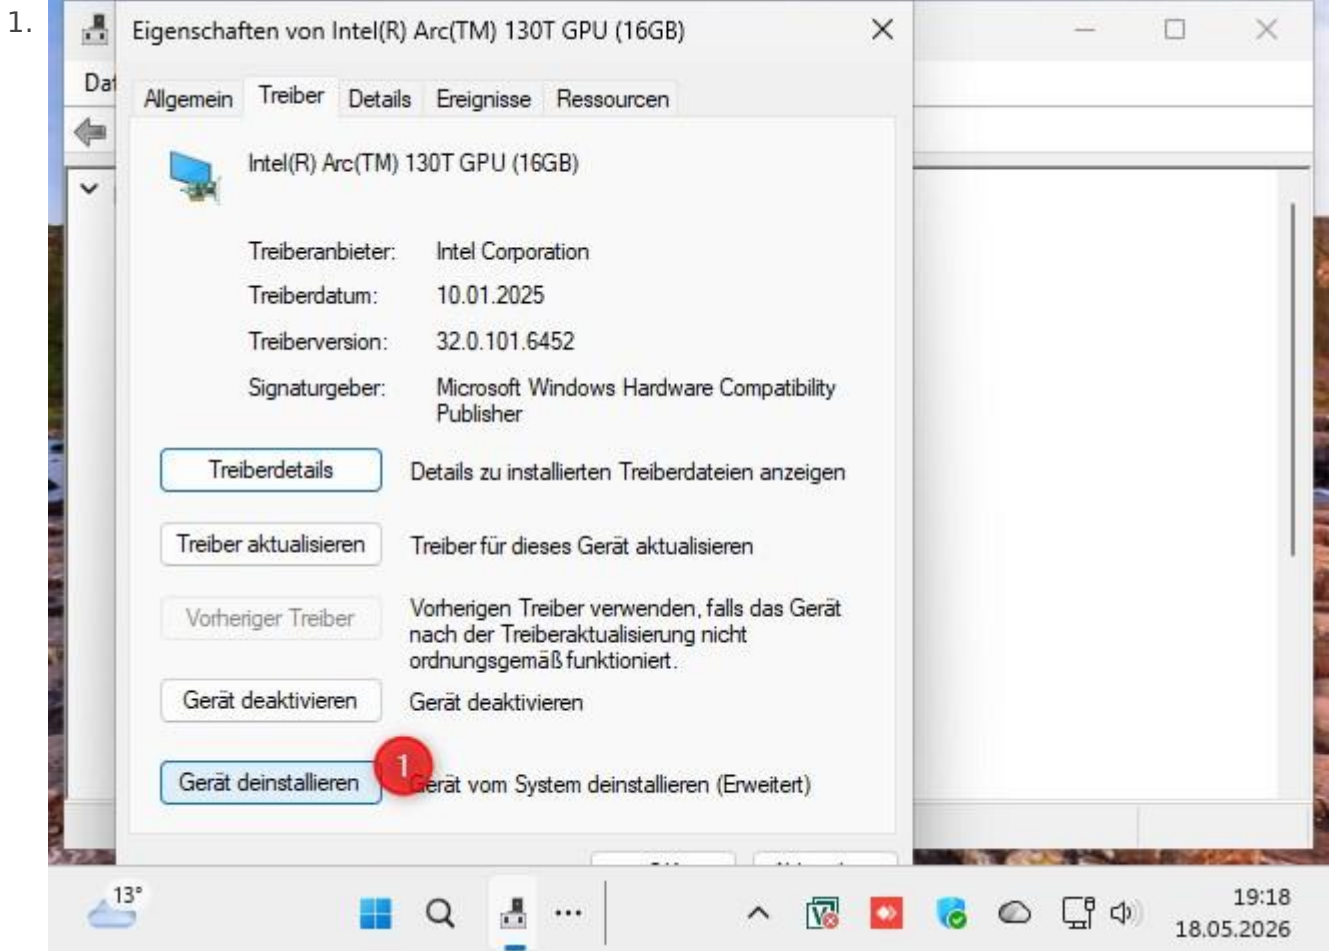 1.
Eigenschaften von Intel(R) Arc(TM) 130T GPU (16GB)
Allgemein Treiber Details Ereignisse Ressourcen
Intel(R) Arc(TM) 130T GPU (16GB)
Treiberanbieter: Intel Corporation
Treiberdatum: 10.01.2025
Treiberversion: 32.0.101.6452
Signaturgeber: Microsoft Windows Hardware Compatibility
Publisher
Treiberdetails Details zu installierten Treiberdateien anzeigen
Treiber aktualisieren Treiber für dieses Gerät aktualisieren
Vorheriger Treiber Vorherigen Treiber verwenden, falls das Gerät
nach der Treiberaktualisierung nicht
ordnungsgemäß funktioniert.
Gerät deaktivieren Gerät deaktivieren
Gerät deinstallieren 1 Gerät vom System deinstallieren (Erweitert)
13°
19:18
18.05.2026